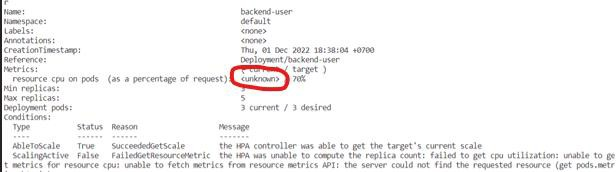 Name: backend-user
Namespace: default
Labels: <none>
Annotations: <none>
CreationTimestamp: Thu, 01 Dec 2022 18:38:04 +0700
Reference: Deployment/backend-user
Metrics: ( current / target )
resource cpu on pods (as a percentage of request): <unknown> / 70%
Min replicas: 3
Max replicas: 5
Deployment pods: 3 current / 3 desired
Conditions:
Type Status Reason Message
---- ------ ------ -------
AbleToScale True SucceededGetScale the HPA controller was able to get the target's current scale
ScalingActive False FailedGetResourceMetric the HPA was unable to compute the replica count: failed to get cpu utilization: unable to ge
t metrics for resource cpu: unable to fetch metrics from resource metrics API: the server could not find the requested resource (get pods.metr